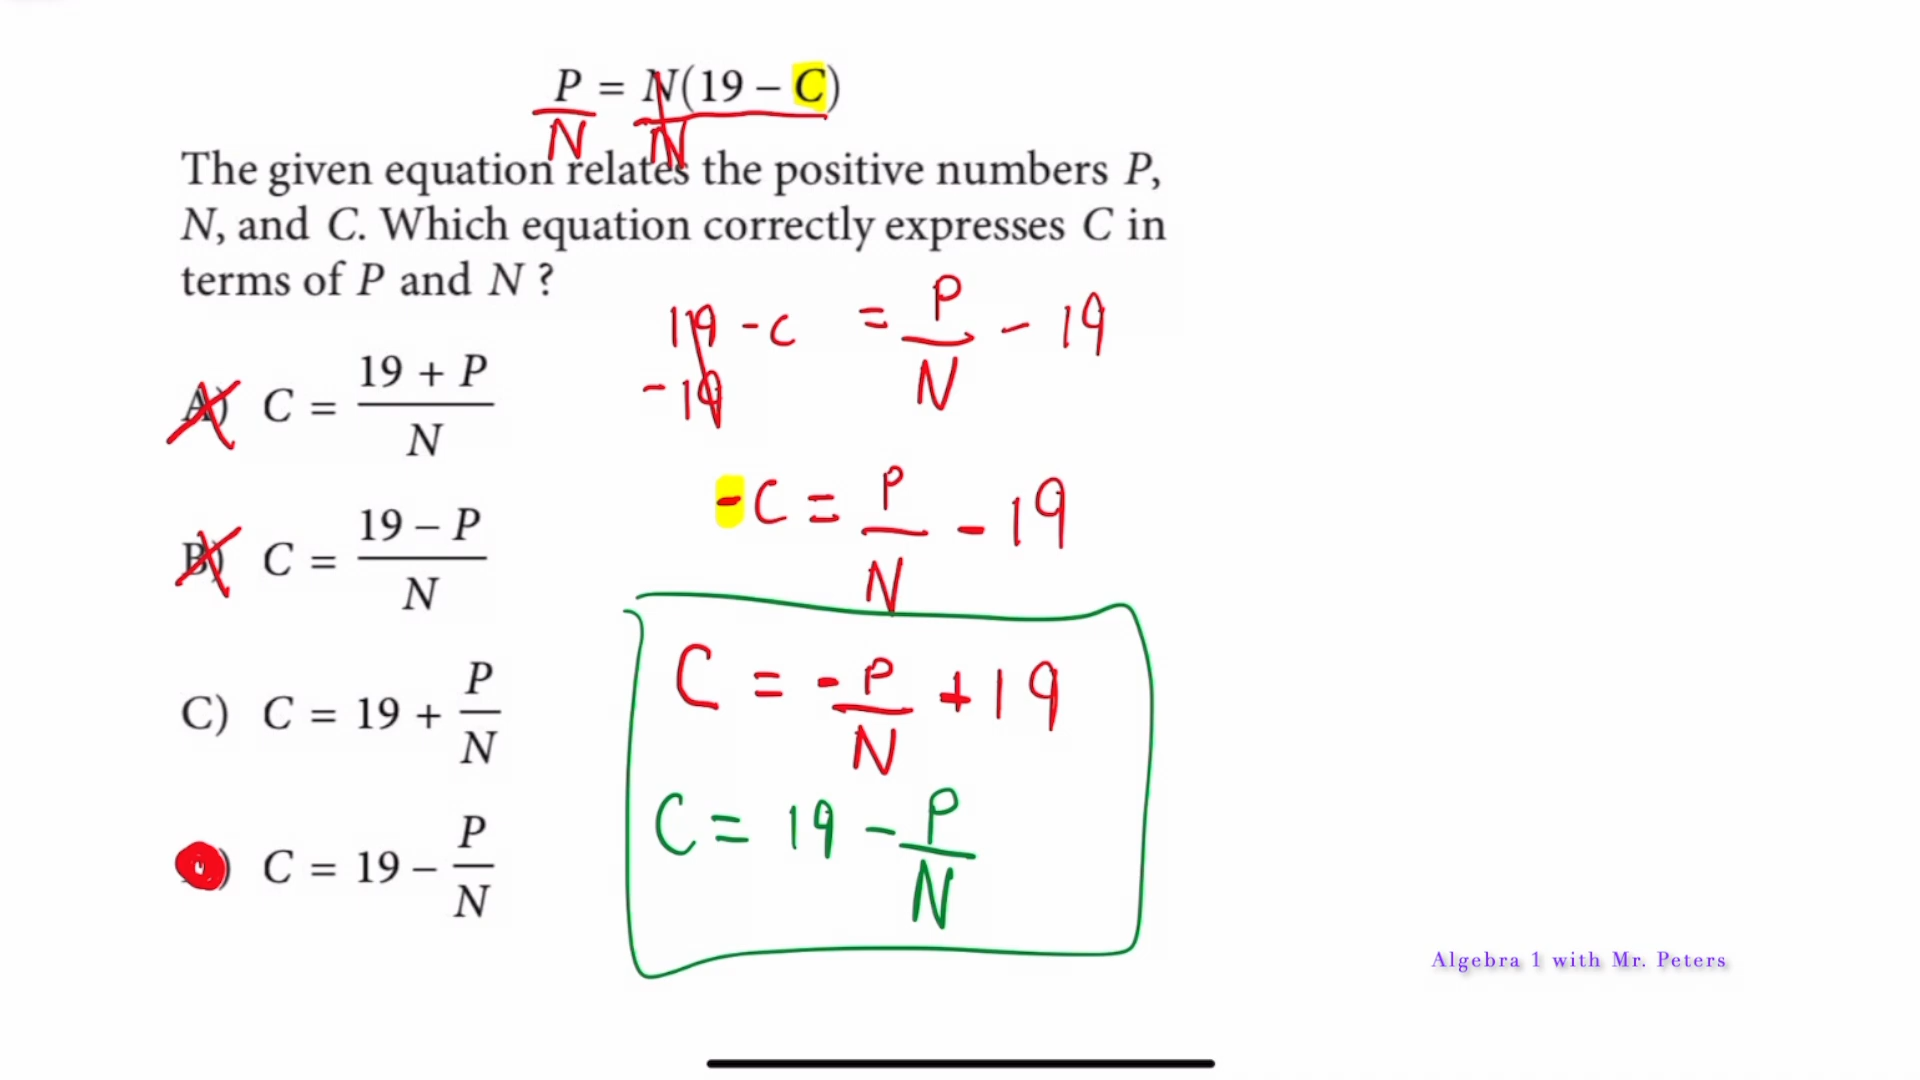 P = N(19 – C)
N N
The given equation relates the positive numbers P,
N, and C. Which equation correctly expresses C in
terms of P and N ?
19 - C = P/N - 19
-19
A) C = (19 + P)/N
-C = P/N - 19
B) C = (19 – P)/N
C = -P/N + 19
C) C = 19 + P/N
C = 19 - P/N
) C = 19 – P/N
Algebra 1 with Mr. Peters